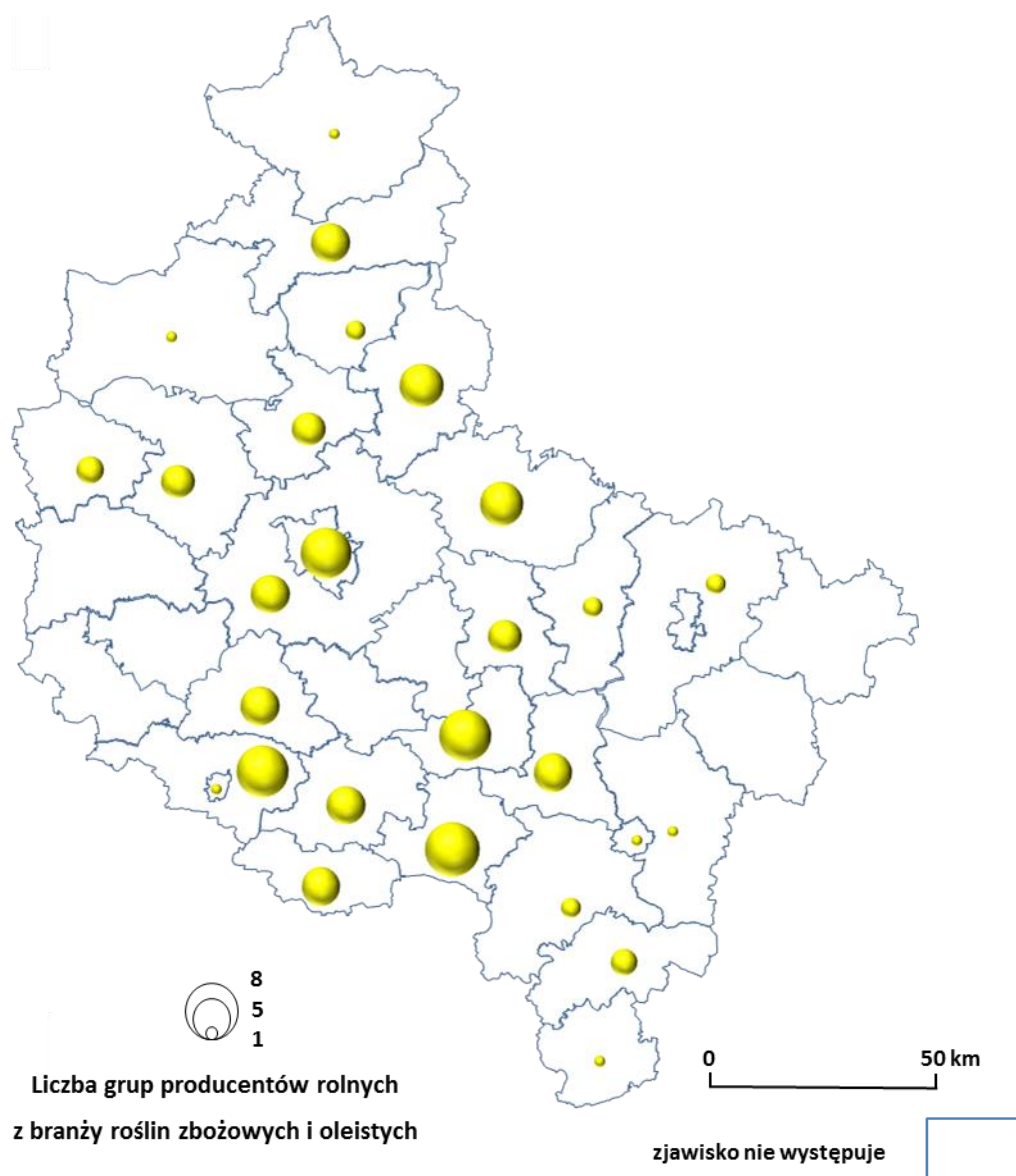 8
5
1
Liczba grup producentów rolnych
z branży roślin zbożowych i oleistych
0 50 km
zjawisko nie występuje